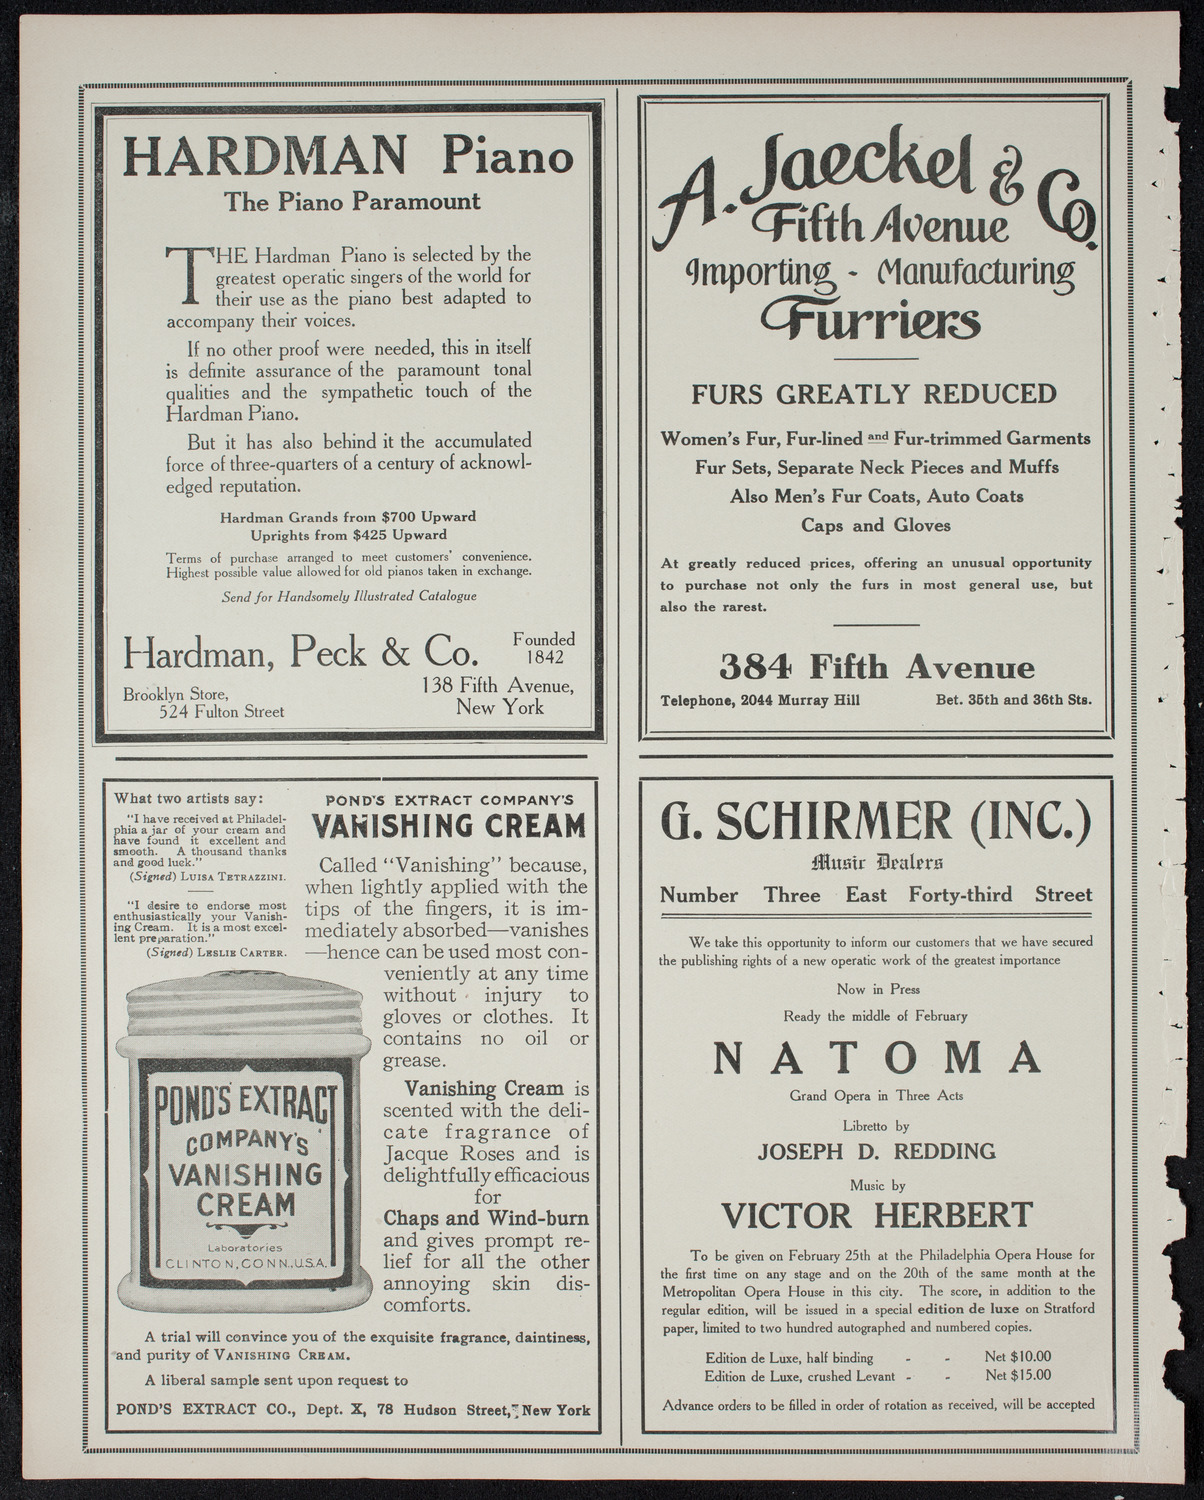 HARDMAN Piano
The Piano Paramount
THE Hardman Piano is selected by the
greatest operatic singers of the world for
their use as the piano best adapted to
accompany their voices.
If no other proof were needed, this in itself
is definite assurance of the paramount tonal
qualities and the sympathetic touch of the
Hardman Piano.
But it has also behind it the accumulated
force of three-quarters of a century of acknowl-
edged reputation.
Hardman Grands from $700 Upward
Uprights from $425 Upward
Terms of purchase arranged to meet customers' convenience.
Highest possible value allowed for old pianos taken in exchange.
Send for Handsomely Illustrated Catalogue
Hardman, Peck & Co.
Founded
1842
Brooklyn Store,
524 Fulton Street
138 Fifth Avenue,
New York
A. Jaeckel & Co.
Fifth Avenue
Importing - Manufacturing
Furriers
FURS GREATLY REDUCED
Women's Fur, Fur-lined and Fur-trimmed Garments
Fur Sets, Separate Neck Pieces and Muffs
Also Men's Fur Coats, Auto Coats
Caps and Gloves
At greatly reduced prices, offering an unusual opportunity
to purchase not only the furs in most general use, but
also the rarest.
384 Fifth Avenue
Telephone, 2044 Murray Hill Bet. 35th and 36th Sts.
What two artists say:
"I have received at Philadel-
phia a jar of your cream and
have found it excellent and
smooth. A thousand thanks
and good luck."
(Signed) LUISA TETRAZZINI.
"I desire to endorse most
enthusiastically your Vanish-
ing Cream. It is a most excel-
lent preparation."
(Signed) LESLIE CARTER.
POND'S EXTRACT COMPANY'S
VANISHING CREAM
Called "Vanishing" because,
when lightly applied with the
tips of the fingers, it is im-
mediately absorbed—vanishes
—hence can be used most con-
veniently at any time
without injury to
gloves or clothes. It
contains no oil or
grease.
Vanishing Cream is
scented with the deli-
cate fragrance of
Jacque Roses and is
delightfully efficacious
for
Chaps and Wind-burn
and gives prompt re-
lief for all the other
annoying skin dis-
comforts.
POND'S EXTRACT
COMPANY'S
VANISHING
CREAM
Laboratories
CLINTON, CONN., U.S.A.
A trial will convince you of the exquisite fragrance, daintiness,
and purity of VANISHING CREAM.
A liberal sample sent upon request to
POND'S EXTRACT CO., Dept. X, 78 Hudson Street, New York
G. SCHIRMER (INC.)
Music Dealers
Number Three East Forty-third Street
We take this opportunity to inform our customers that we have secured
the publishing rights of a new operatic work of the greatest importance
Now in Press
Ready the middle of February
NATOMA
Grand Opera in Three Acts
Libretto by
JOSEPH D. REDDING
Music by
VICTOR HERBERT
To be given on February 25th at the Philadelphia Opera House for
the first time on any stage and on the 20th of the same month at the
Metropolitan Opera House in this city. The score, in addition to the
regular edition, will be issued in a special edition de luxe on Stratford
paper, limited to two hundred autographed and numbered copies.
Edition de Luxe, half binding - - Net $10.00
Edition de Luxe, crushed Levant - - Net $15.00
Advance orders to be filled in order of rotation as received, will be accepted